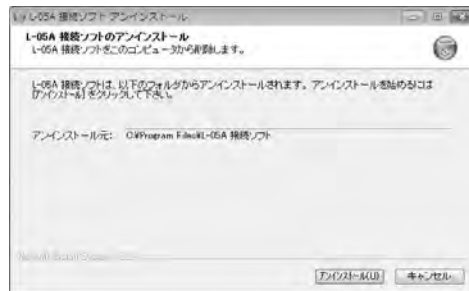 L-05A 接続ソフト アンインストール
L-05A 接続ソフトのアンインストール
L-05A 接続ソフトをこのコンピュータから削除します。
L-05A 接続ソフトは、以下のフォルダからアンインストールされます。アンインストールを始めるには
[アンインストール] をクリックして下さい。
アンインストール元: C:¥Program Files¥L-05A 接続ソフト
アンインストール(U) キャンセル